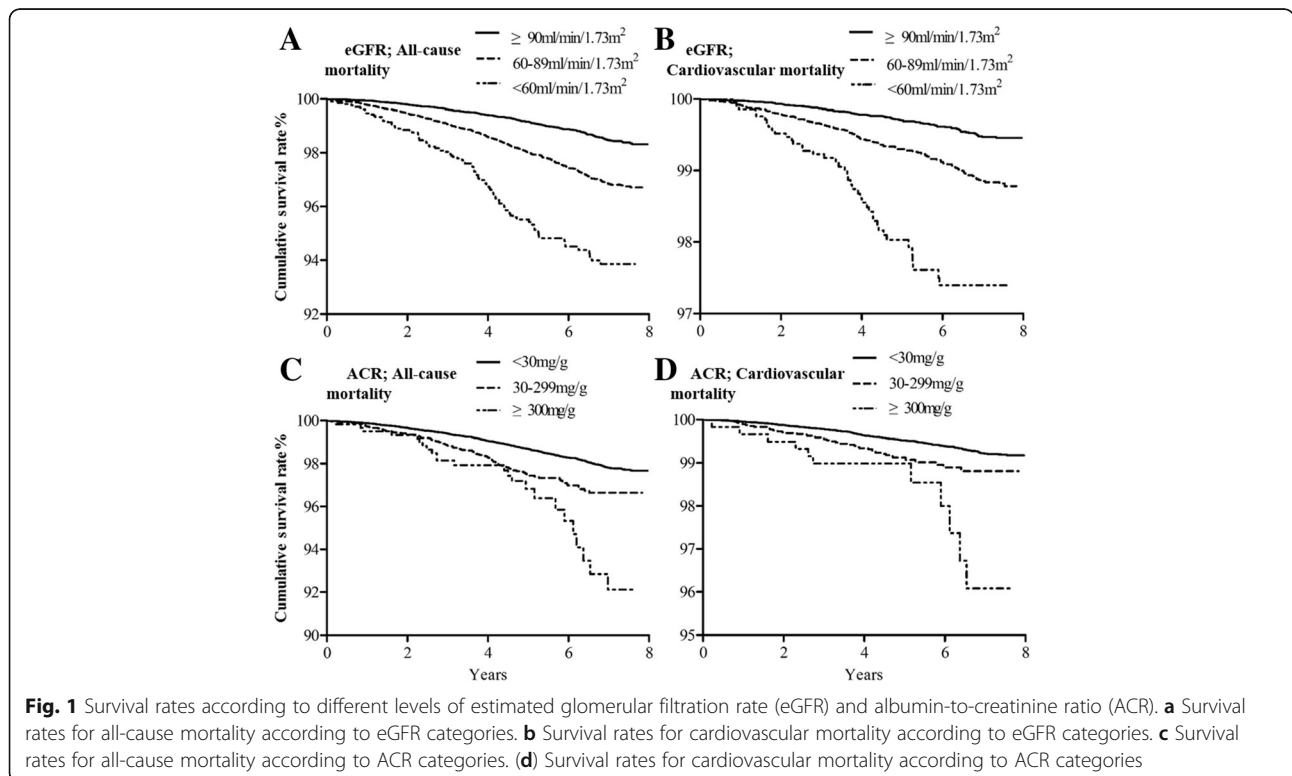 A
eGFR; All-cause
mortality
≥ 90ml/min/1.73m²
60-89ml/min/1.73m²
<60ml/min/1.73m²
Cumulative survival rate%
100
98
96
94
92
0 2 4 6 8
B
eGFR;
Cardiovascular mortality
≥ 90ml/min/1.73m²
60-89ml/min/1.73m²
<60ml/min/1.73m²
100
99
98
97
0 2 4 6 8
C
ACR; All-cause
mortality
<30mg/g
30-299mg/g
≥ 300mg/g
Cumulative survival rate%
100
98
96
94
92
90
0 2 4 6 8
Years
D
ACR; Cardiovascular
mortality
<30mg/g
30-299mg/g
≥ 300mg/g
100
99
98
97
96
95
0 2 4 6 8
Years
Fig. 1 Survival rates according to different levels of estimated glomerular filtration rate (eGFR) and albumin-to-creatinine ratio (ACR). a Survival
rates for all-cause mortality according to eGFR categories. b Survival rates for cardiovascular mortality according to eGFR categories. c Survival
rates for all-cause mortality according to ACR categories. (d) Survival rates for cardiovascular mortality according to ACR categories